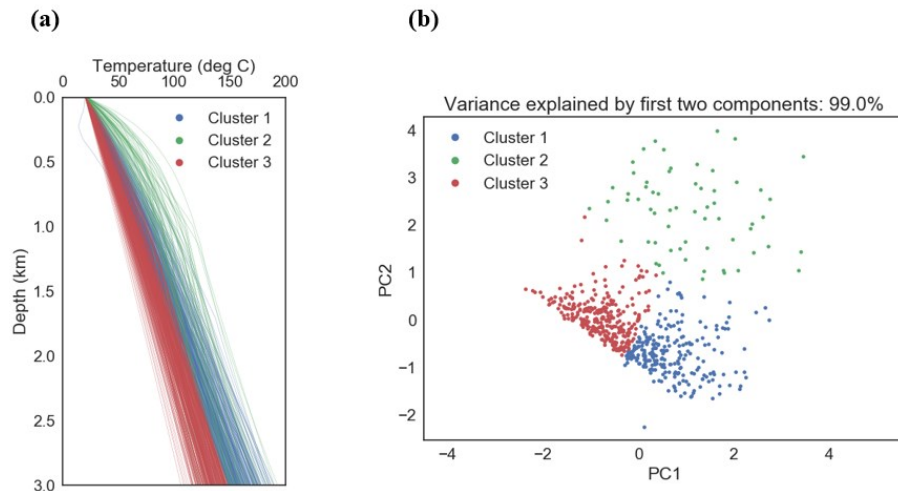 (a)
Temperature (deg C)
0 50 100 150 200
0.0
0.5
1.0
1.5
2.0
2.5
3.0
Depth (km)
Cluster 1
Cluster 2
Cluster 3
(b)
Variance explained by first two components: 99.0%
4
3
2
1
0
−1
−2
PC2
Cluster 1
Cluster 2
Cluster 3
−4 −2 0 2 4
PC1